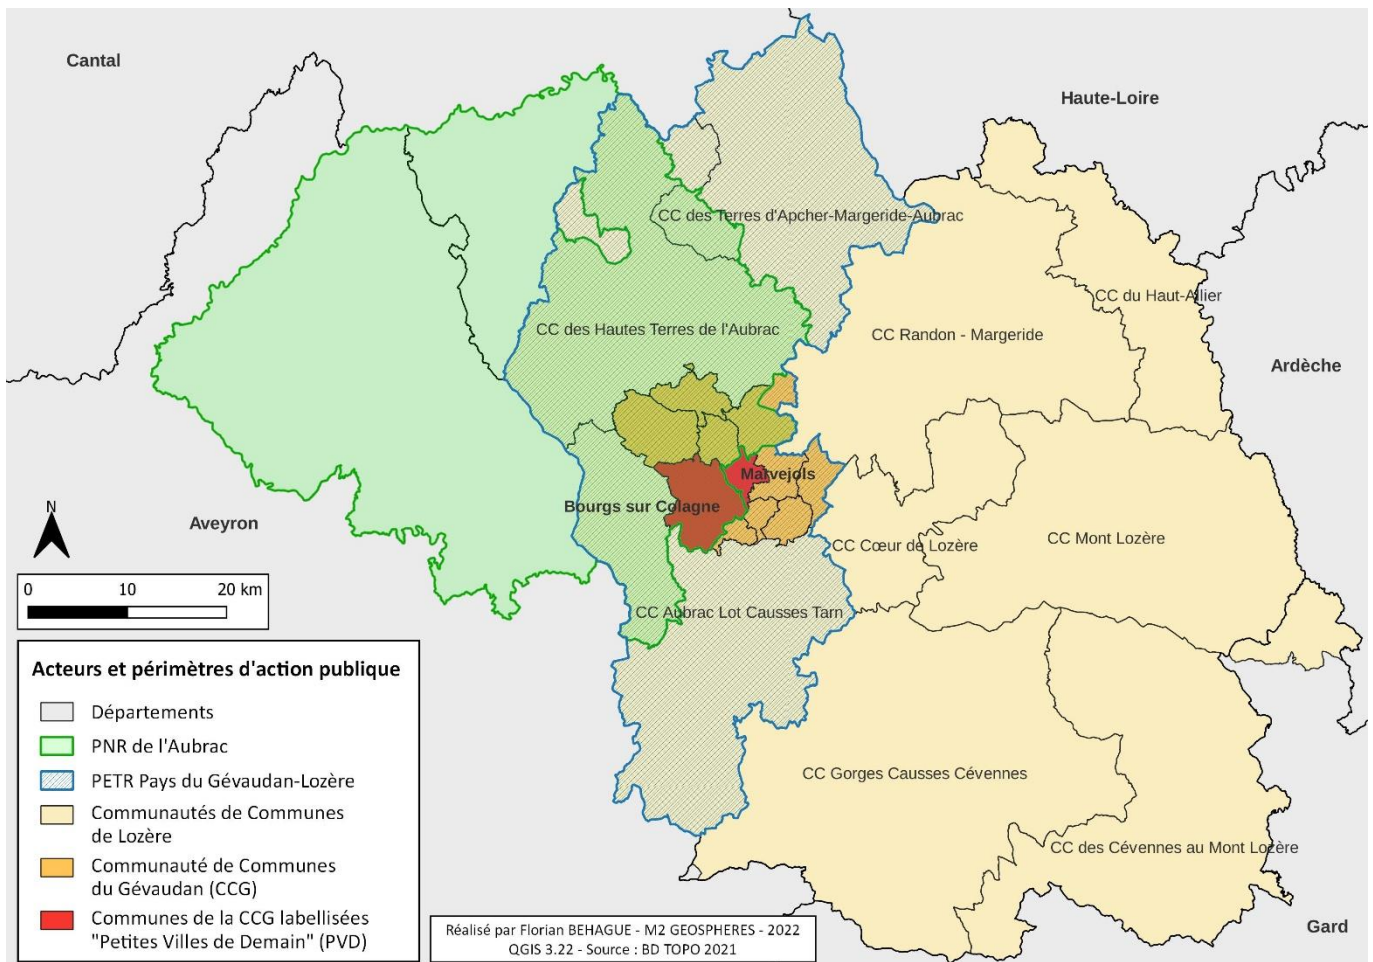 Cantal
Haute-Loire
CC des Terres d'Apcher-Margeride-Aubrac
CC du Haut-Allier
CC des Hautes Terres de l'Aubrac
CC Randon - Margeride
Ardèche
Marvejols
Bourgs sur Colagne
Aveyron
CC Cœur de Lozère
CC Mont Lozère
N
0 10 20 km
CC Aubrac Lot Causses Tarn
Acteurs et périmètres d'action publique
Départements
PNR de l'Aubrac
PETR Pays du Gévaudan-Lozère
Communautés de Communes
de Lozère
Communauté de Communes
du Gévaudan (CCG)
Communes de la CCG labellisées
"Petites Villes de Demain" (PVD)
CC Gorges Causses Cévennes
CC des Cévennes au Mont Lozère
Gard
Réalisé par Florian BEHAGUE - M2 GEOSPHERES - 2022
QGIS 3.22 - Source : BD TOPO 2021